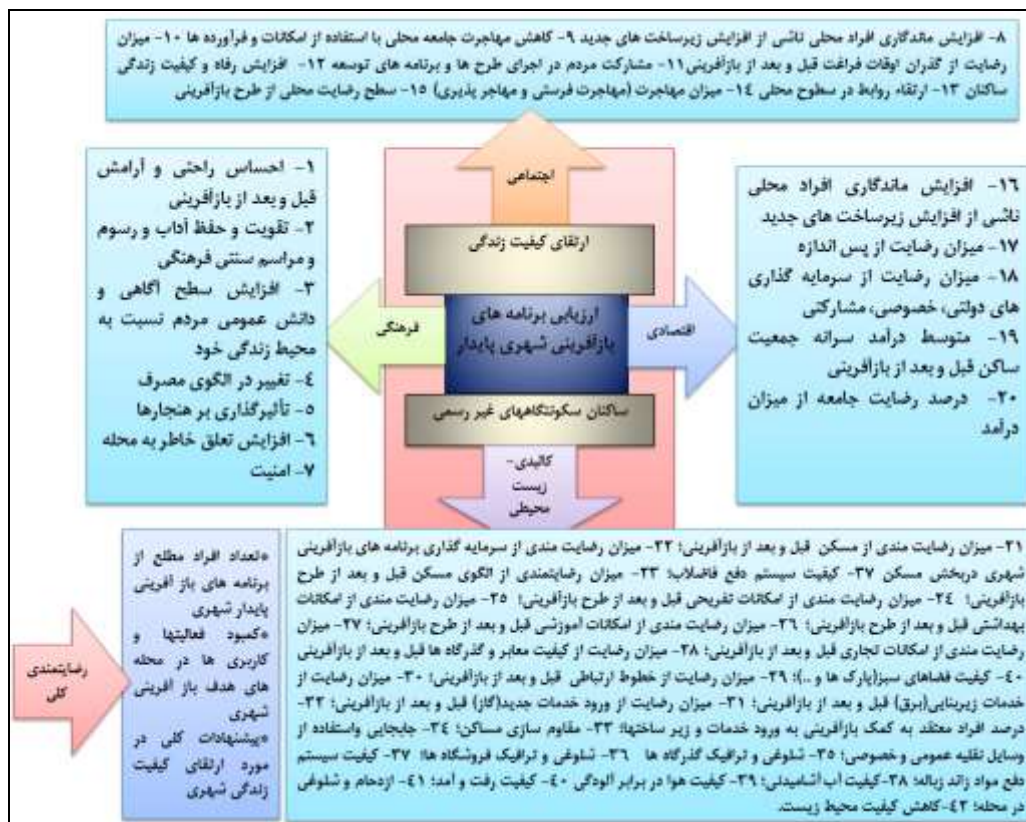 ۸- افزایش ماندگاری افراد محلی ناشی از افزایش زیرساخت های جدید ۹- کاهش مهاجرت جامعه محلی با استفاده از امکانات و فرآورده ها ۱۰- میزان
رضایت از گذران اوقات فراغت قبل و بعد از بازآفرینی۱۱- مشارکت مردم در اجرای طرح ها و برنامه های توسعه ۱۲- افزایش رفاه و کیفیت زندگی
ساکنان ۱۳- ارتقاء روابط در سطوح محلی ۱۴- میزان مهاجرت (مهاجرت فرستی و مهاجر پذیری) ۱۵- سطح رضایت محلی از طرح بازآفرینی
اجتماعی
ارتقای کیفیت زندگی
ارزیابی برنامه های
بازآفرینی شهری پایدار
ساکنان سکونتگاههای غیر رسمی
اقتصادی
۱۶- افزایش ماندگاری افراد محلی
ناشی از افزایش زیرساخت های جدید
۱۷- میزان رضایت از پس اندازه
۱۸- میزان رضایت از سرمایه گذاری
های دولتی، خصوصی، مشارکتی
۱۹- متوسط درآمد سرانه جمعیت
ساکن قبل و بعد از بازآفرینی
۲۰- درصد رضایت جامعه از میزان
درآمد
فرهنگی
۱- احساس راحتی و آرامش
قبل و بعد از بازآفرینی
۲- تقویت و حفظ آداب و رسوم
و مراسم سنتی فرهنگی
۳- افزایش سطح آگاهی و
دانش عمومی مردم نسبت به
محیط زندگی خود
۴- تغییر در الگوی مصرف
۵- تأثیرگذاری بر هنجارها
۶- افزایش تعلق خاطر به محله
۷- امنیت
کالبدی-
زیست
محیطی
۲۱- میزان رضایت مندی از مسکن قبل و بعد از بازآفرینی؛ ۲۲- میزان رضایت مندی از سرمایه گذاری برنامه های بازآفرینی
شهری دربخش مسکن ۳۷- کیفیت سیستم دفع فاضلاب؛ ۲۳- میزان رضایتمندی از الگوی مسکن قبل و بعد از طرح
بازآفرینی؛ ۲۴- میزان رضایت مندی از امکانات تفریحی قبل و بعد از طرح بازآفرینی؛ ۲۵- میزان رضایت مندی از امکانات
بهداشتی قبل و بعد از طرح بازآفرینی؛ ۲۶- میزان رضایت مندی از امکانات آموزشی قبل و بعد از طرح بازآفرینی؛ ۲۷- میزان
رضایت مندی از امکانات تجاری قبل و بعد از بازآفرینی؛ ۲۸- میزان رضایت از کیفیت معابر و گذرگاه ها قبل و بعد از بازآفرینی
۴۰- کیفیت فضاهای سبز(پارک ها و ..)؛ ۲۹- میزان رضایت از خطوط ارتباطی قبل و بعد از بازآفرینی؛ ۳۰- میزان رضایت از
خدمات زیربنایی(برق) قبل و بعد از بازآفرینی؛ ۳۱- میزان رضایت از ورود خدمات جدید(گاز) قبل و بعد از بازآفرینی؛ ۳۲-
درصد افراد معتقد به کمک بازآفرینی به ورود خدمات و زیر ساختها؛ ۳۳- مقاوم سازی مساکن؛ ۳۴- جابجایی واستفاده از
وسایل نقلیه عمومی و خصوصی؛ ۳۵- شلوغی و ترافیک گذرگاه ها ۳۶- شلوغی و ترافیک فروشگاه ها؛ ۳۷- کیفیت سیستم
دفع مواد زائد زباله؛ ۳۸-کیفیت آب آشامیدنی؛ ۳۹- کیفیت هوا در برابر آلودگی ۴۰- کیفیت رفت و آمد؛ ۴۱- ازدحام و شلوغی
در محله؛ ۴۲-کاهش کیفیت محیط زیست.
*تعداد افراد مطلع از
برنامه های باز آفرینی
پایدار شهری
*کمبود فعالیتها و
کاربری ها در محله
های هدف باز آفرینی
شهری
*پیشنهادات کلی در
مورد ارتقای کیفیت
زندگی شهری
رضایتمندی
کلی